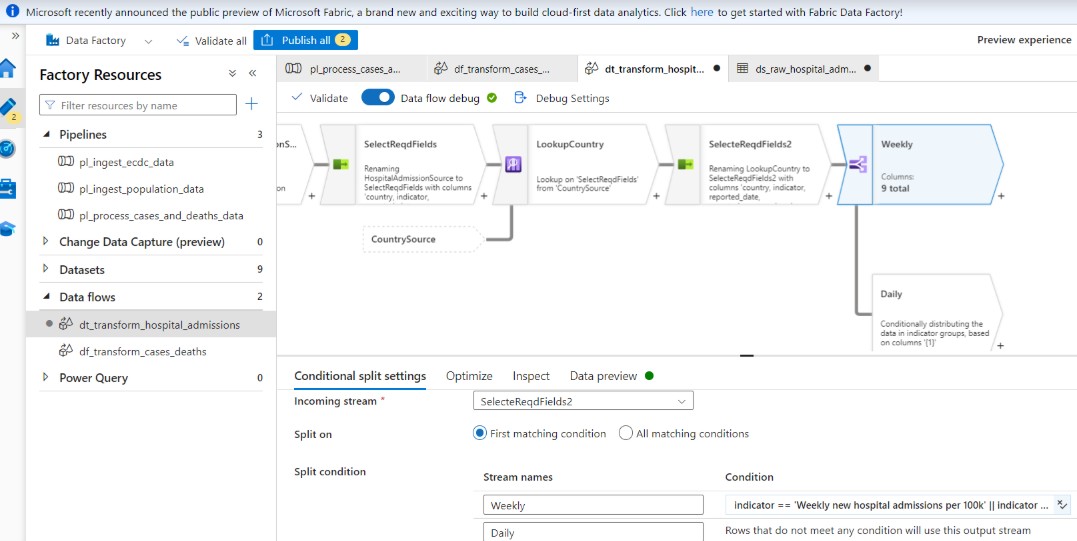 Microsoft recently announced the public preview of Microsoft Fabric, a brand new and exciting way to build cloud-first data analytics. Click here to get started with Fabric Data Factory!
Data Factory
Validate all
Publish all 2
Preview experience
Factory Resources
pl_process_cases_a...
df_transform_cases_...
dt_transform_hospit...
ds_raw_hospital_adm...
Filter resources by name
Validate
Data flow debug
Debug Settings
2
Pipelines 3
pl_ingest_ecdc_data
pl_ingest_population_data
pl_process_cases_and_deaths_data
Change Data Capture (preview) 0
Datasets 9
Data flows 2
dt_transform_hospital_admissions
df_transform_cases_deaths
Power Query 0
onS...
on
SelectReqdFields
Renaming
HospitalAdmissionSource to
SelectReqdFields with columns
'country, indicator,
LookupCountry
Lookup on 'SelectReqdFields'
from 'CountrySource'
SelecteReqdFields2
Renaming LookupCountry to
SelecteReqdFields2 with
columns 'country, indicator,
reported_date,
Weekly
Columns:
9 total
CountrySource
Daily
Conditionally distributing the
data in indicator groups, based
on columns '{1}'
Conditional split settings
Optimize
Inspect
Data preview
Incoming stream *
SelecteReqdFields2
Split on
First matching condition
All matching conditions
Split condition
Stream names
Condition
Weekly
indicator == 'Weekly new hospital admissions per 100k' || indicator ...
Daily
Rows that do not meet any condition will use this output stream